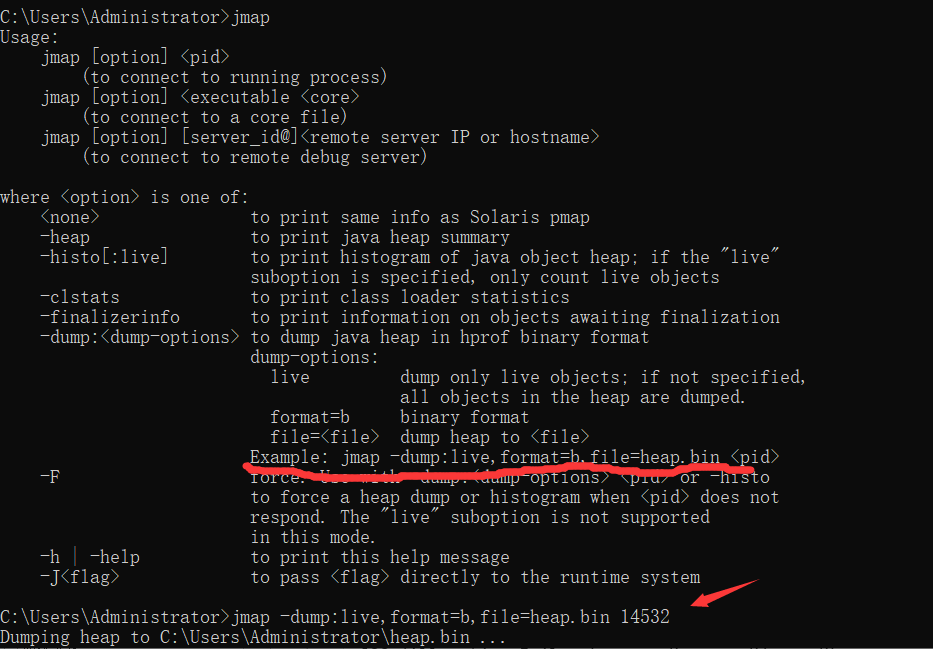 C:\Users\Administrator>jmap
Usage:
    jmap [option] <pid>
        (to connect to running process)
    jmap [option] <executable <core>
        (to connect to a core file)
    jmap [option] [server_id@]<remote server IP or hostname>
        (to connect to remote debug server)

where <option> is one of:
    <none>               to print same info as Solaris pmap
    -heap                to print java heap summary
    -histo[:live]        to print histogram of java object heap; if the "live"
                         suboption is specified, only count live objects
    -clstats             to print class loader statistics
    -finalizerinfo       to print information on objects awaiting finalization
    -dump:<dump-options> to dump java heap in hprof binary format
                         dump-options:
                           live         dump only live objects; if not specified,
                                        all objects in the heap are dumped.
                           format=b     binary format
                           file=<file>  dump heap to <file>
                         Example: jmap -dump:live,format=b,file=heap.bin <pid>
    -F                   force. Use with -dump:<dump-options> <pid> or -histo
                         to force a heap dump or histogram when <pid> does not
                         respond. The "live" suboption is not supported
                         in this mode.
    -h | -help           to print this help message
    -J<flag>             to pass <flag> directly to the runtime system

C:\Users\Administrator>jmap -dump:live,format=b,file=heap.bin 14532
Dumping heap to C:\Users\Administrator\heap.bin ...